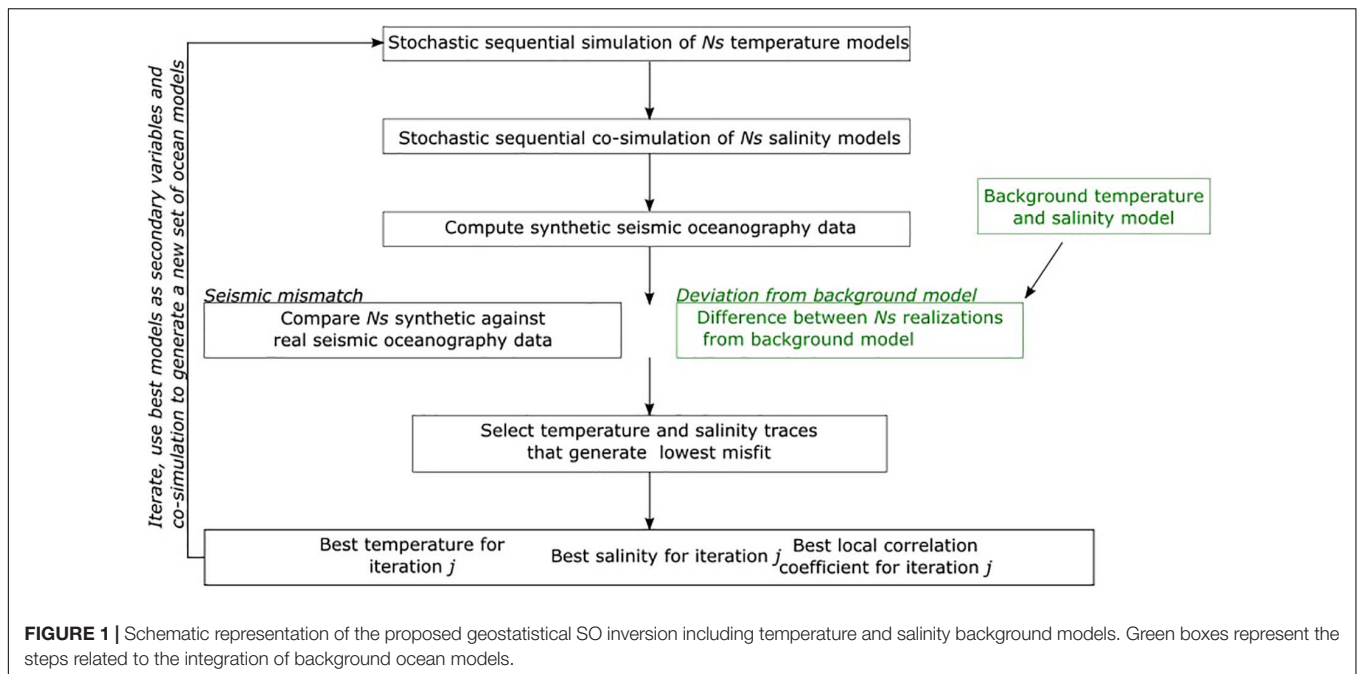 Stochastic sequential simulation of Ns temperature models
Iterate, use best models as secondary variables and
co-simulation to generate a new set of ocean models
Stochastic sequential co-simulation of Ns salinity models
Background temperature
and salinity model
Compute synthetic seismic oceanography data
Seismic mismatch
Compare Ns synthetic against
real seismic oceanography data
Deviation from background model
Difference between Ns realizations
from background model
Select temperature and salinity traces
that generate lowest misfit
Best temperature for
iteration j
Best salinity for iteration j
Best local correlation
coefficient for iteration j
FIGURE 1 | Schematic representation of the proposed geostatistical SO inversion including temperature and salinity background models. Green boxes represent the
steps related to the integration of background ocean models.